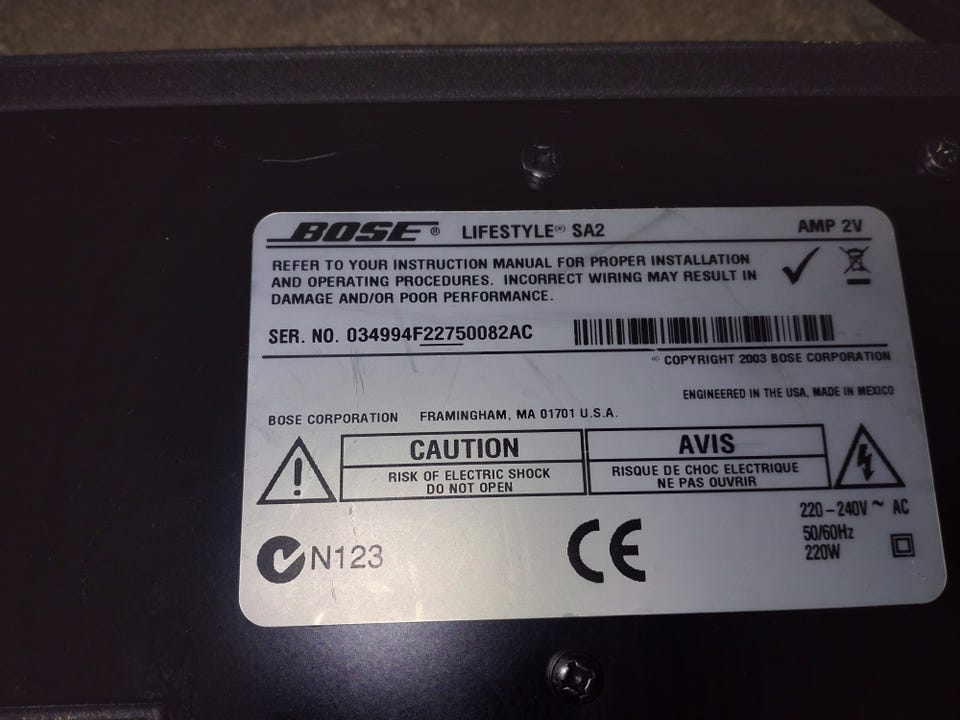 BOSE® LIFESTYLE® SA2 AMP 2V
REFER TO YOUR INSTRUCTION MANUAL FOR PROPER INSTALLATION
AND OPERATING PROCEDURES. INCORRECT WIRING MAY RESULT IN
DAMAGE AND/OR POOR PERFORMANCE.
SER. NO. 034994F22750082AC
© COPYRIGHT 2003 BOSE CORPORATION
ENGINEERED IN THE USA, MADE IN MEXICO
BOSE CORPORATION FRAMINGHAM, MA 01701 U.S.A.
CAUTION
RISK OF ELECTRIC SHOCK
DO NOT OPEN
AVIS
RISQUE DE CHOC ELECTRIQUE
NE PAS OUVRIR
220-240V ~ AC
50/60Hz
220W
N123
CE